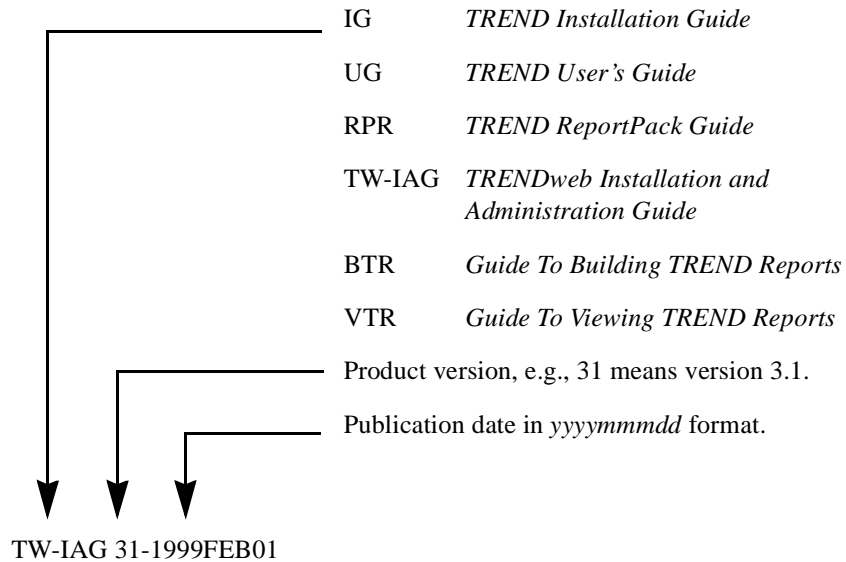 IG TREND Installation Guide
UG TREND User's Guide
RPR TREND ReportPack Guide
TW-IAG TRENDweb Installation and
Administration Guide
BTR Guide To Building TREND Reports
VTR Guide To Viewing TREND Reports
Product version, e.g., 31 means version 3.1.
Publication date in yyyymmmdd format.
TW-IAG 31-1999FEB01